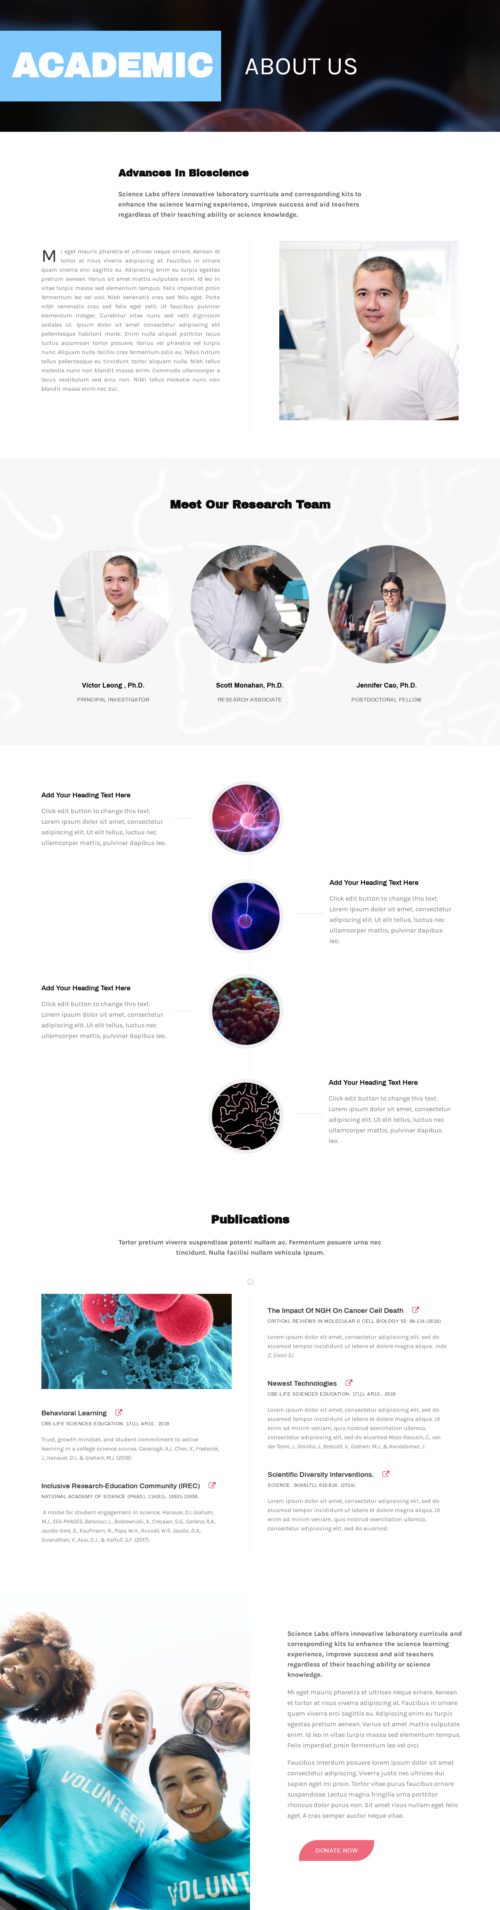 ACADEMIC
ABOUT US
Advances In Bioscience
Science Labs offers innovative laboratory curricula and corresponding kits to
enhance the science learning experience, improve success and aid teachers
regardless of their teaching ability or science knowledge.
M i eget mauris pharetra et ultrices neque ornare. Aenean et
tortor at risus viverra adipiscing at. Faucibus in ornare
quam viverra orci sagittis eu. Adipiscing enim eu turpis egestas
pretium aenean. Varius sit amet mattis vulputate enim. Id leo in
vitae turpis massa sed elementum tempus. Felis imperdiet proin
fermentum leo vel orci. Nibh venenatis cras sed felis eget. Porta
nibh venenatis cras sed felis eget velit. Ut faucibus pulvinar
elementum integer. Curabitur vitae nunc sed velit dignissim
sodales ut. Ipsum dolor sit amet consectetur adipiscing elit
pellentesque habitant morbi. Enim nulla aliquet porttitor lacus
luctus accumsan tortor posuere. Varius vel pharetra vel turpis
nunc. Aliquam nulla facilisi cras fermentum odio eu. Tellus rutrum
tellus pellentesque eu tincidunt tortor aliquam nulla. Nibh tellus
molestie nunc non blandit massa enim. Commodo ullamcorper a
lacus vestibulum sed arcu non. Nibh tellus molestie nunc non
blandit massa enim nec dui.
Meet Our Research Team
Victor Leong , Ph.D.
PRINCIPAL INVESTIGATOR
Scott Monahan, Ph.D.
RESEARCH ASSOCIATE
Jennifer Cao, Ph.D.
POSTDOCTORAL FELLOW
Add Your Heading Text Here
Click edit button to change this text.
Lorem ipsum dolor sit amet, consectetur
adipiscing elit. Ut elit tellus, luctus nec
ullamcorper mattis, pulvinar dapibus leo.
Add Your Heading Text Here
Click edit button to change this text.
Lorem ipsum dolor sit amet, consectetur
adipiscing elit. Ut elit tellus, luctus nec
ullamcorper mattis, pulvinar dapibus
leo.
Add Your Heading Text Here
Click edit button to change this text.
Lorem ipsum dolor sit amet, consectetur
adipiscing elit. Ut elit tellus, luctus nec
ullamcorper mattis, pulvinar dapibus leo.
Add Your Heading Text Here
Click edit button to change this text.
Lorem ipsum dolor sit amet, consectetur
adipiscing elit. Ut elit tellus, luctus nec
ullamcorper mattis, pulvinar dapibus
leo.
Publications
Tortor pretium viverra suspendisse potenti nullam ac. Fermentum posuere urna nec
tincidunt. Nulla facilisi nullam vehicula ipsum.
Behavioral Learning
CBE-LIFE SCIENCES EDUCATION. 17(1). AR10 . 2018
Trust, growth mindset, and student commitment to active
learning in a college science course. Cavanagh, A.J., Chen, X., Frederick,
J., Hanauer, D.I., & Graham, M.J. (2018).
Inclusive Research-Education Community (IREC)
NATIONAL ACADEMY OF SCIENCE (PNAS), 114(51), 13531-13536
A model for student engagement in science. Hanauer, D.I, Graham,
M.J., SEA-PHAGES, Betancur, L., Bobrownicki, A., Cresawn, S.G., Garlena, R.A.,
Jacobs-Sera, D., Kaufmann, N., Pope, W.H., Russell, W.R. Jacobs, D.A.,
Sivanathan, V., Asai, D.J., & Hatfull, G.F. (2017)
The Impact Of NGH On Cancer Cell Death
CRITICAL REVIEWS IN MOLECULAR & CELL BIOLOGY 53: 99-114 (2018)
Lorem ipsum dolor sit amet, consectetur adipiscing elit, sed do
eiusmod tempor incididunt ut labore et dolore magna aliqua. Inde
Z, Dixon SJ
Newest Technologies
CBE-LIFE SCIENCES EDUCATION. 17(1). AR10 . 2018
Lorem ipsum dolor sit amet, consectetur adipiscing elit, sed do
eiusmod tempor incididunt ut labore et dolore magna aliqua. Ut
enim ad minim veniam, quis nostrud exercitation ullamco,
consectetur adipiscing elit, sed do eiusmod.
Scientific Diversity Interventions.
Lorem ipsum dolor sit amet, consectetur adipiscing elit, sed do
eiusmod tempor incididunt ut labore et dolore magna aliqua. Ut
enim ad minim veniam, quis nostrud exercitation ullamco,
consectetur adipiscing elit, sed do eiusmod.
VOLUNTEER
VOLUNT
Science Labs offers innovative laboratory curricula and
corresponding kits to enhance the science learning
experience, improve success and aid teachers
regardless of their teaching ability or science
knowledge.
Mi eget mauris pharetra et ultrices neque ornare. Aenean
et tortor at risus viverra adipiscing at. Faucibus in ornare
quam viverra orci sagittis eu. Adipiscing enim eu turpis
egestas pretium aenean. Varius sit amet mattis vulputate
enim. Id leo in vitae turpis massa sed elementum tempus.
Felis imperdiet proin fermentum leo vel orci.
Faucibus interdum posuere lorem ipsum dolor sit amet
consectetur adipiscing. Viverra justo nec ultrices dui
sapien eget mi proin. Tortor vitae purus faucibus ornare
suspendisse. Lectus magna fringilla urna porttitor
rhoncus dolor purus non. Sit amet risus nullam eget felis
eget. A cras semper auctor neque vitae.
DONATE NOW